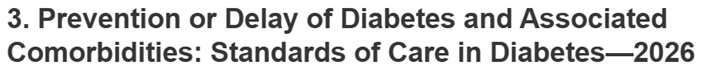 3. Prevention or Delay of Diabetes and Associated
Comorbidities: Standards of Care in Diabetes—2026